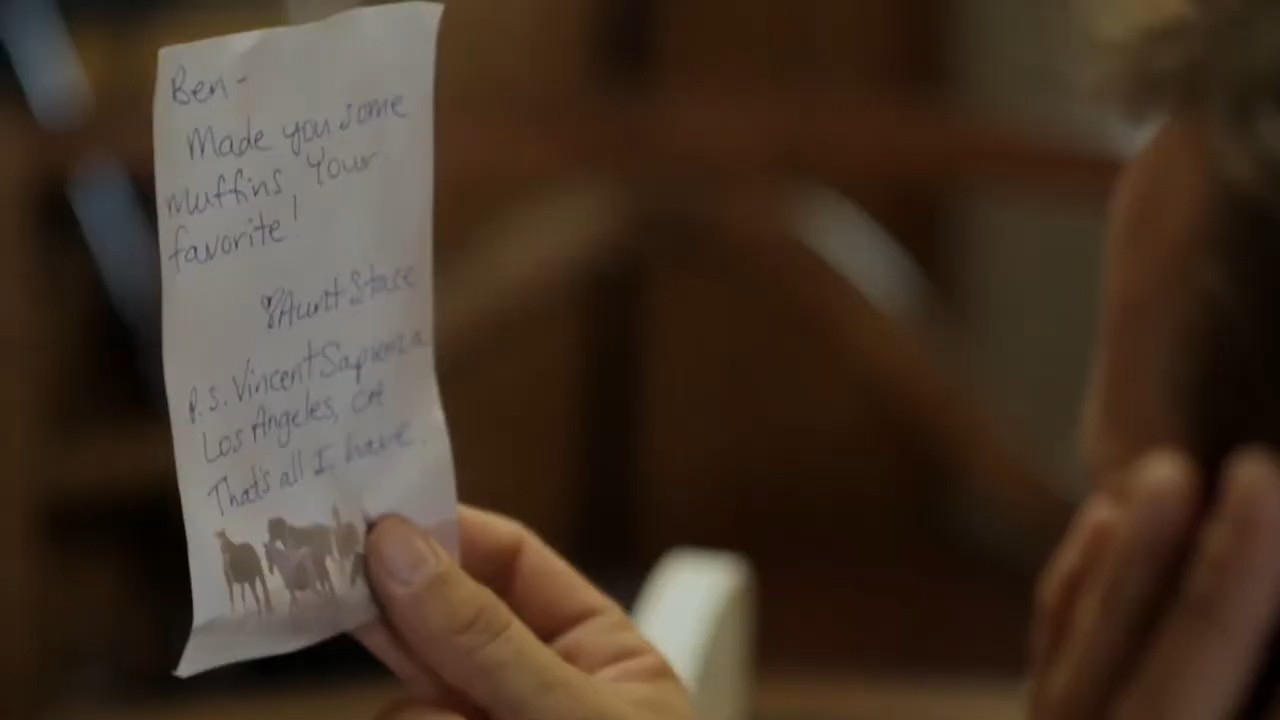 Ben-
Made you some
muffins. Your
favorite!
Aunt Stace
P.S. Vincent Sapienza
Los Angeles, CA
That's all I have.